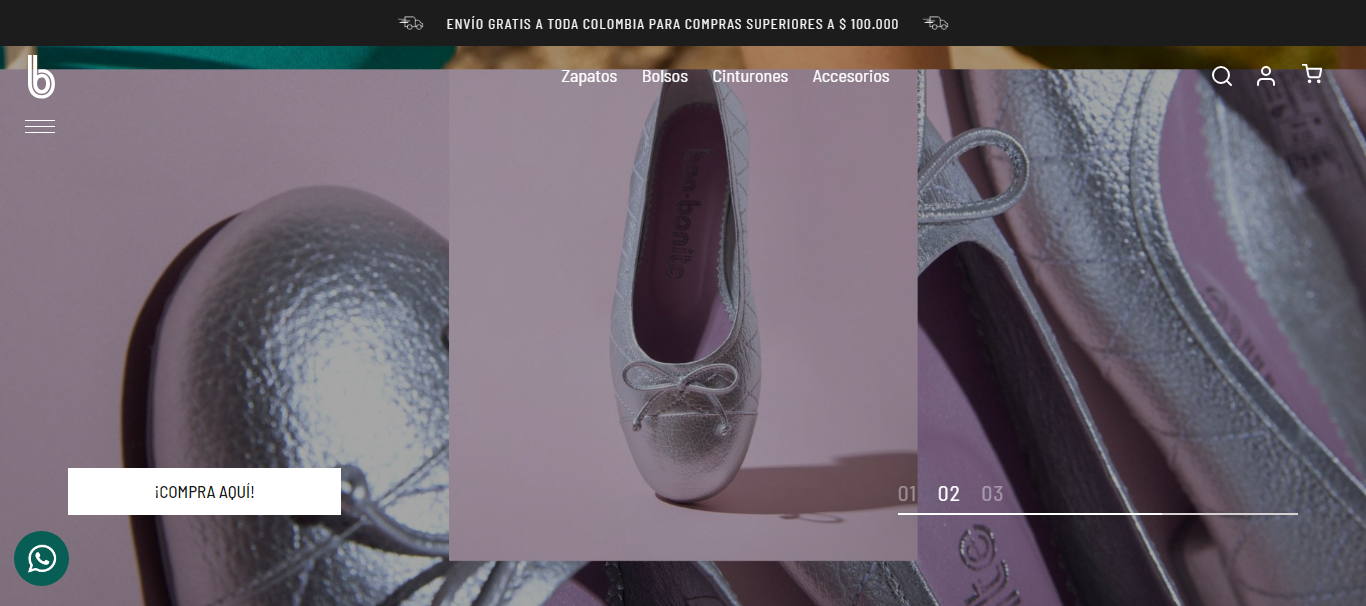 ENVÍO GRATIS A TODA COLOMBIA PARA COMPRAS SUPERIORES A $ 100.000
b
Zapatos Bolsos Cinturones Accesorios
bon·bonite
¡COMPRA AQUÍ!
01 02 03